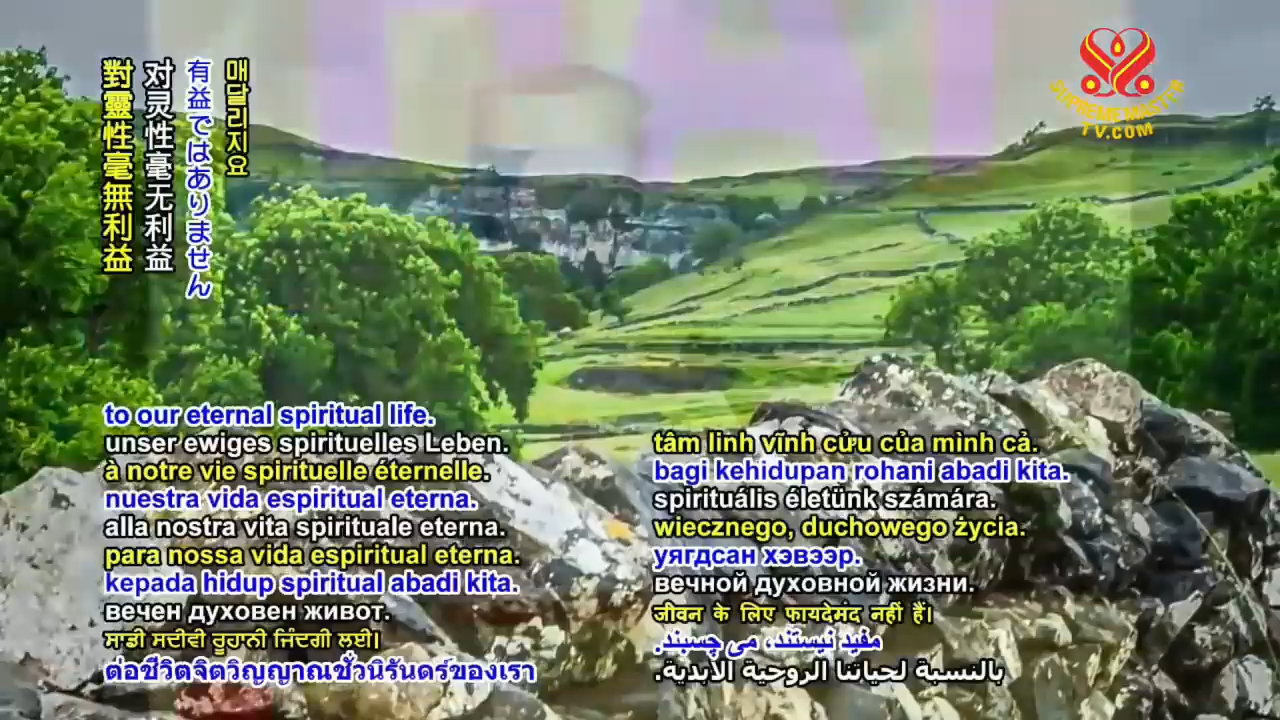 對靈性毫無利益
对灵性毫无利益
有益ではありません
매달리지요
SUPREME MASTER
TV.COM
to our eternal spiritual life.
unser ewiges spirituelles Leben.
à notre vie spirituelle éternelle.
nuestra vida espiritual eterna.
alla nostra vita spirituale eterna.
para nossa vida espiritual eterna.
kepada hidup spiritual abadi kita.
вечен духовен живот.
ਸਾਡੀ ਸਦੀਵੀ ਰੂਹਾਨੀ ਜਿੰਦਗੀ ਲਈ।
ต่อชีวิตจิตวิญญาณชั่วนิรันดร์ของเรา
tâm linh vĩnh cửu của mình cả.
bagi kehidupan rohani abadi kita.
spirituális életünk számára.
wiecznego, duchowego życia.
уягдсан хэвээр.
вечной духовной жизни.
जीवन के लिए फायदेमंद नहीं हैं।
مفید نیستند، می چسبند.
بالنسبة لحياتنا الروحية الأبدية.